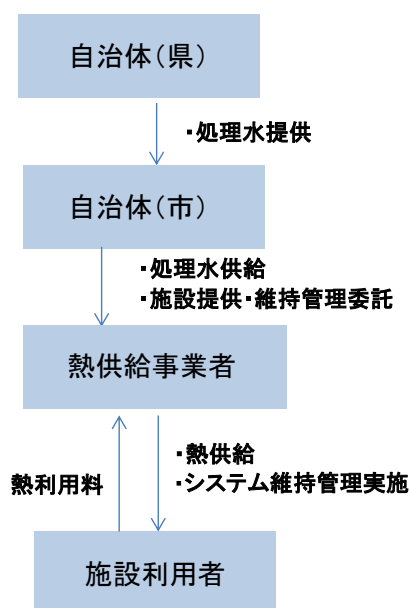 自治体(県)
・処理水提供
自治体(市)
・処理水供給
・施設提供・維持管理委託
熱供給事業者
熱利用料
・熱供給
・システム維持管理実施
施設利用者